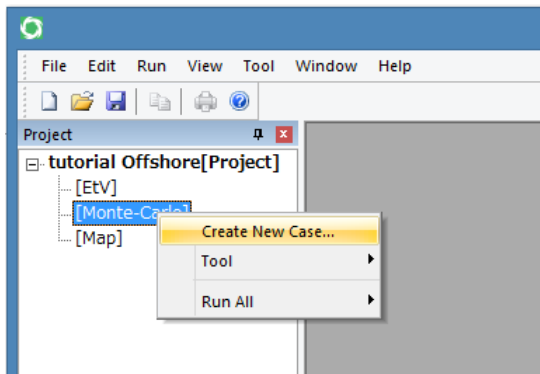 File Edit Run View Tool Window Help
Project
tutorial Offshore[Project]
[EtV]
[Monte-Carlo]
Create New Case...
[Map]
Tool
Run All